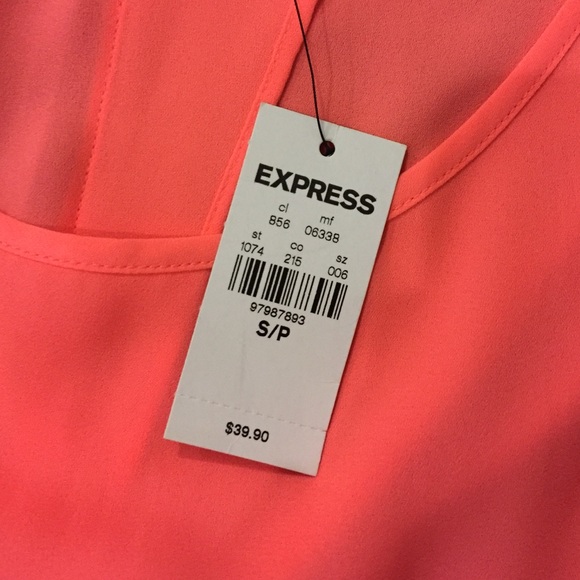 EXPRESS
cl mf
856 06338
st co sz
1074 215 006
97987893
S/P
$39.90